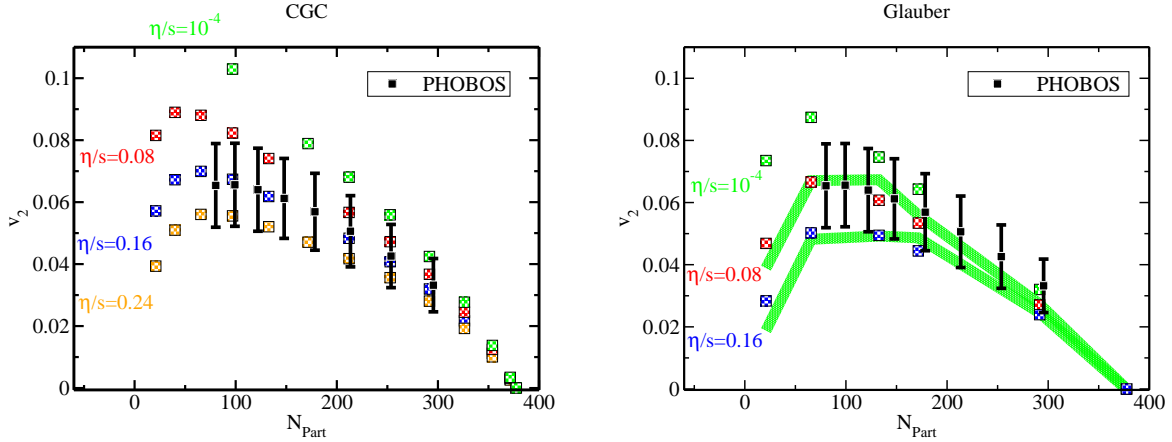 CGC
η/s=10⁻⁴
PHOBOS
η/s=0.08
η/s=0.16
η/s=0.24
v₂
0.1
0.08
0.06
0.04
0.02
0
0 100 200 300 400
N_Part
Glauber
PHOBOS
η/s=10⁻⁴
η/s=0.08
η/s=0.16
v₂
0.1
0.08
0.06
0.04
0.02
0
0 100 200 300 400
N_Part